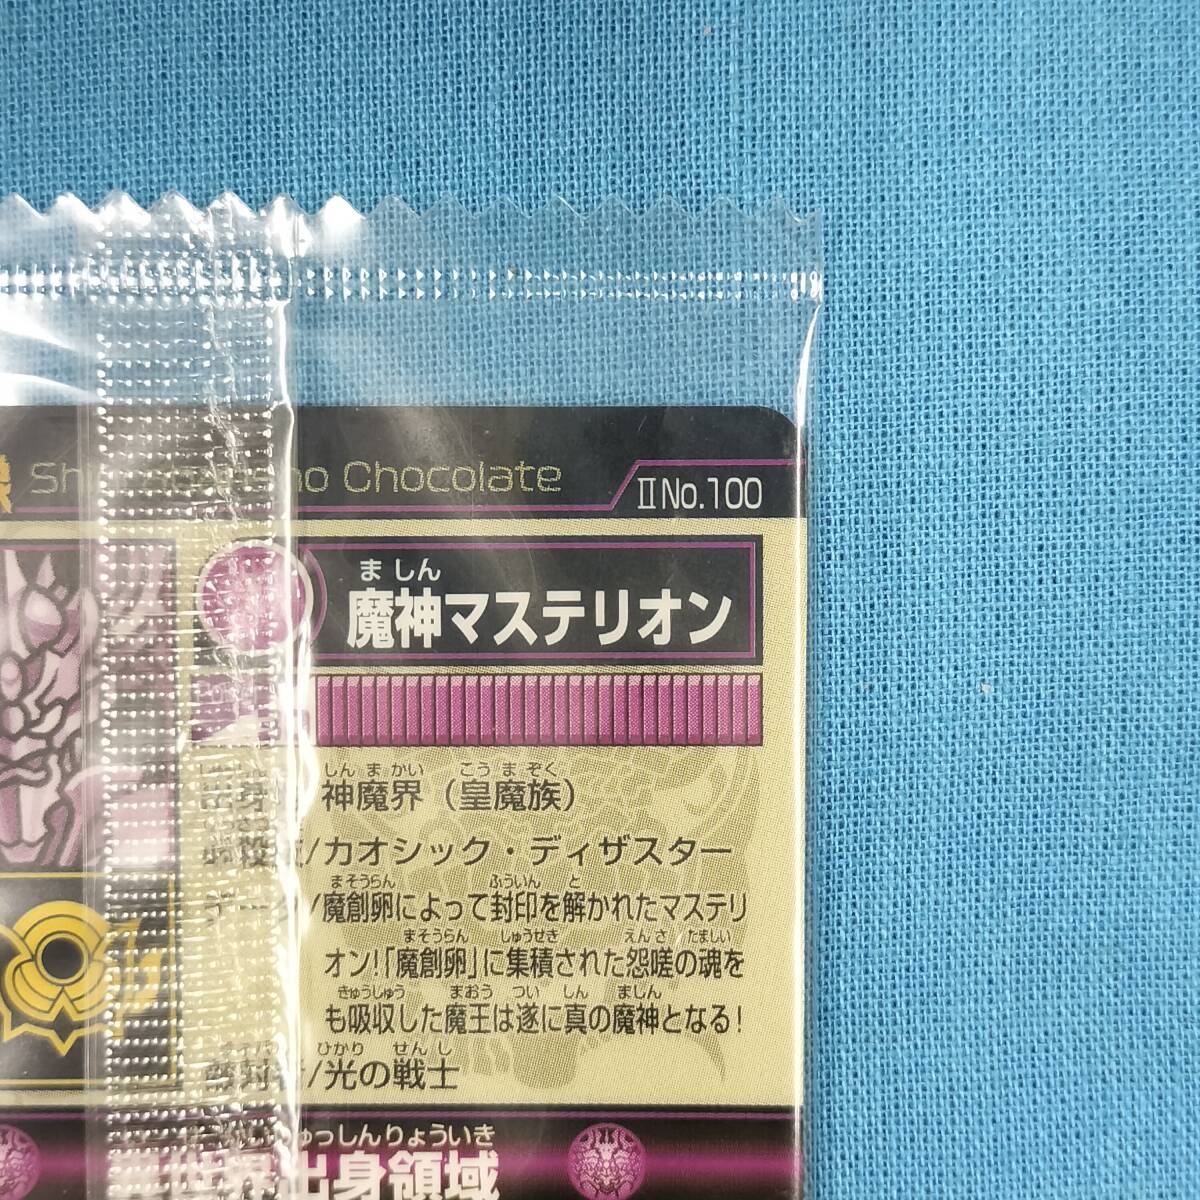 Chocolate
ⅡNo.100
ましん
魔神マステリオン
しんまかい こうまぞく
神魔界（皇魔族）
/カオシック・ディザスター
まそうらん ふういん と
/魔創卵によって封印を解かれたマステリ
まそうらん しゅうせき えんさ たましい
オン!「魔創卵」に集積された怨嗟の魂を
きゅうしゅう まおう つい しん ましん
も吸収した魔王は遂に真の魔神となる!
ひかり せんし
/光の戦士
しゅっしんりょういき
世界出身領域